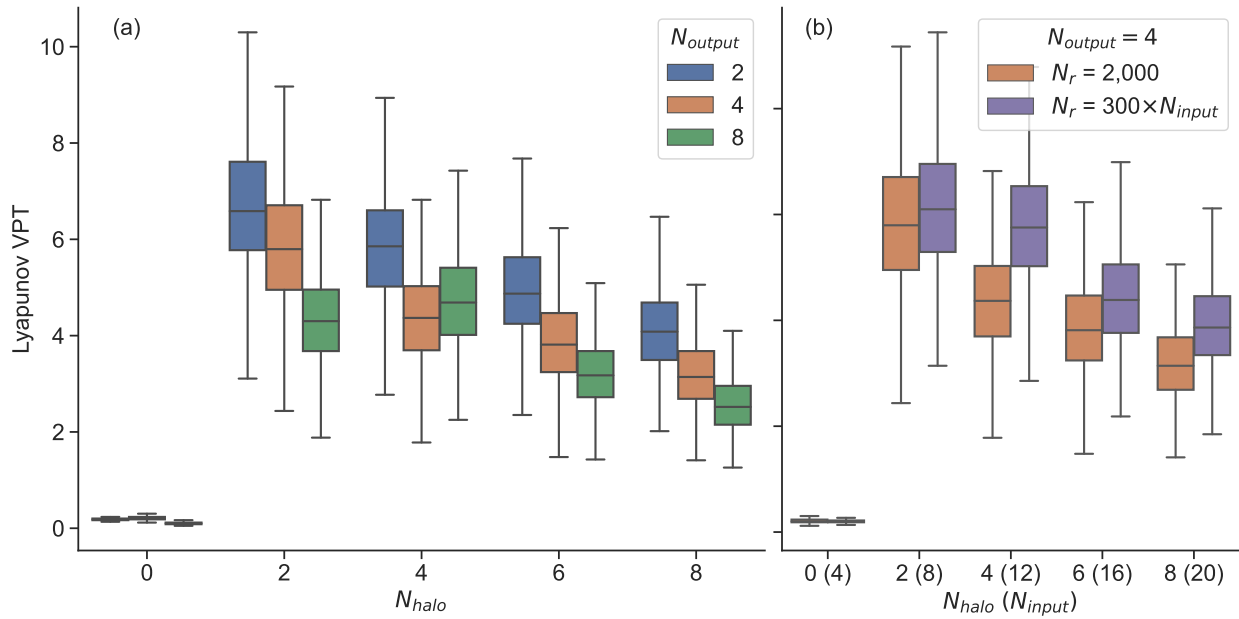 (a)
N_output
2
4
8
Lyapunov VPT
10
8
6
4
2
0
0 2 4 6 8
N_halo
(b)
N_output = 4
N_r = 2,000
N_r = 300×N_input
0 (4) 2 (8) 4 (12) 6 (16) 8 (20)
N_halo (N_input)